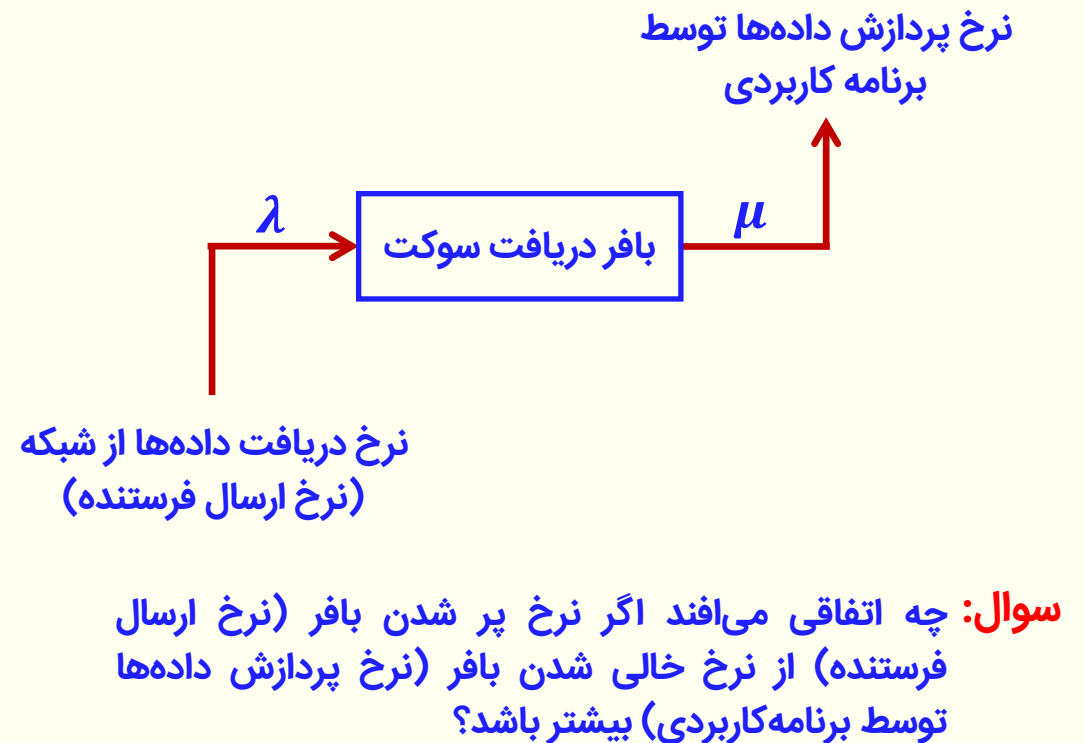 نرخ پردازش داده‌ها توسط
برنامه کاربردی
λ
μ
بافر دریافت سوکت
نرخ دریافت داده‌ها از شبکه
(نرخ ارسال فرستنده)
سوال: چه اتفاقی می‌افند اگر نرخ پر شدن بافر (نرخ ارسال
فرستنده) از نرخ خالی شدن بافر (نرخ پردازش داده‌ها
توسط برنامه‌کاربردی) بیشتر باشد؟